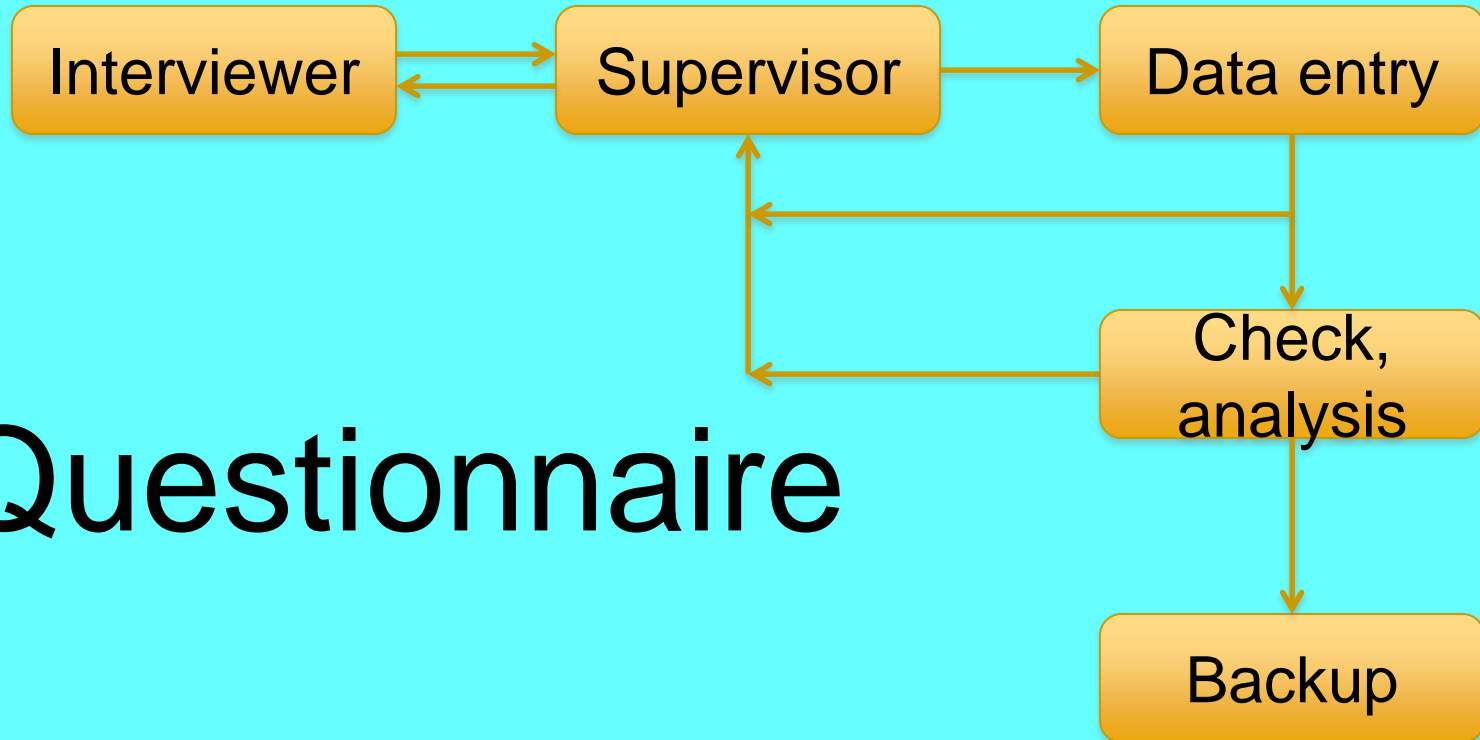 Interviewer
Supervisor
Data entry
Check,
analysis
Questionnaire
Backup